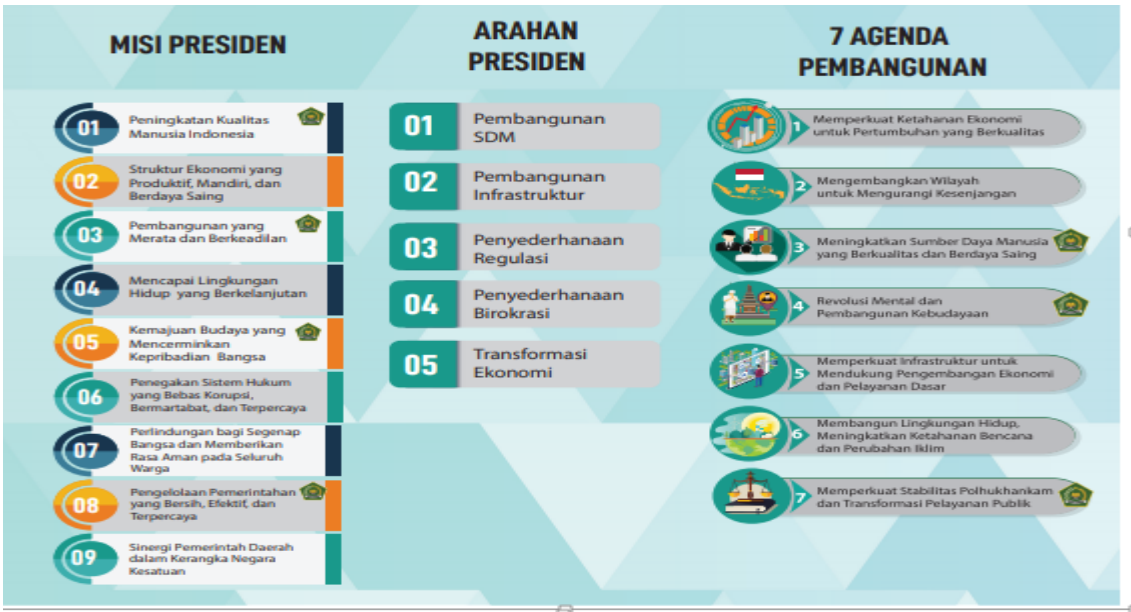 MISI PRESIDEN
01
Peningkatan Kualitas
Manusia Indonesia
02
Struktur Ekonomi yang
Produktif, Mandiri, dan
Berdaya Saing
03
Pembangunan yang
Merata dan Berkeadilan
04
Mencapai Lingkungan
Hidup yang Berkelanjutan
05
Kemajuan Budaya yang
Mencerminkan
Kepribadian Bangsa
06
Penegakan Sistem Hukum
yang Bebas Korupsi,
Bermartabat, dan Terpercaya
07
Perlindungan bagi Segenap
Bangsa dan Memberikan
Rasa Aman pada Seluruh
Warga
08
Pengelolaan Pemerintahan
yang Bersih, Efektif, dan
Terpercaya
09
Sinergi Pemerintah Daerah
dalam Kerangka Negara
Kesatuan
ARAHAN
PRESIDEN
01
Pembangunan
SDM
02
Pembangunan
Infrastruktur
03
Penyederhanaan
Regulasi
04
Penyederhanaan
Birokrasi
05
Transformasi
Ekonomi
7 AGENDA
PEMBANGUNAN
1
Memperkuat Ketahanan Ekonomi
untuk Pertumbuhan yang Berkualitas
2
Mengembangkan Wilayah
untuk Mengurangi Kesenjangan
3
Meningkatkan Sumber Daya Manusia
yang Berkualitas dan Berdaya Saing
4
Revolusi Mental dan
Pembangunan Kebudayaan
5
Memperkuat Infrastruktur untuk
Mendukung Pengembangan Ekonomi
dan Pelayanan Dasar
6
Membangun Lingkungan Hidup,
Meningkatkan Ketahanan Bencana
dan Perubahan Iklim
7
Memperkuat Stabilitas Polhukhankam
dan Transformasi Pelayanan Publik